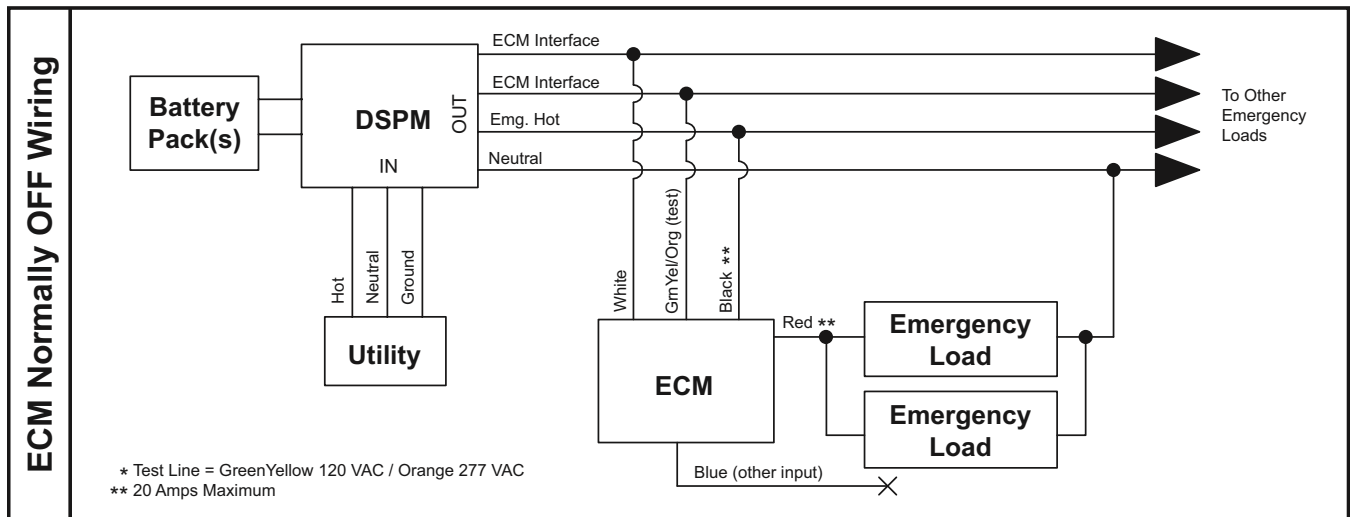 ECM Normally OFF Wiring
ECM Interface
ECM Interface
Emg. Hot
Neutral
To Other
Emergency
Loads
Battery
Pack(s)
DSPM
OUT
IN
Hot
Neutral
Ground
Utility
White
GrnYel/Org (test)
Black **
ECM
Red **
Emergency
Load
Emergency
Load
Blue (other input)
* Test Line = GreenYellow 120 VAC / Orange 277 VAC
** 20 Amps Maximum